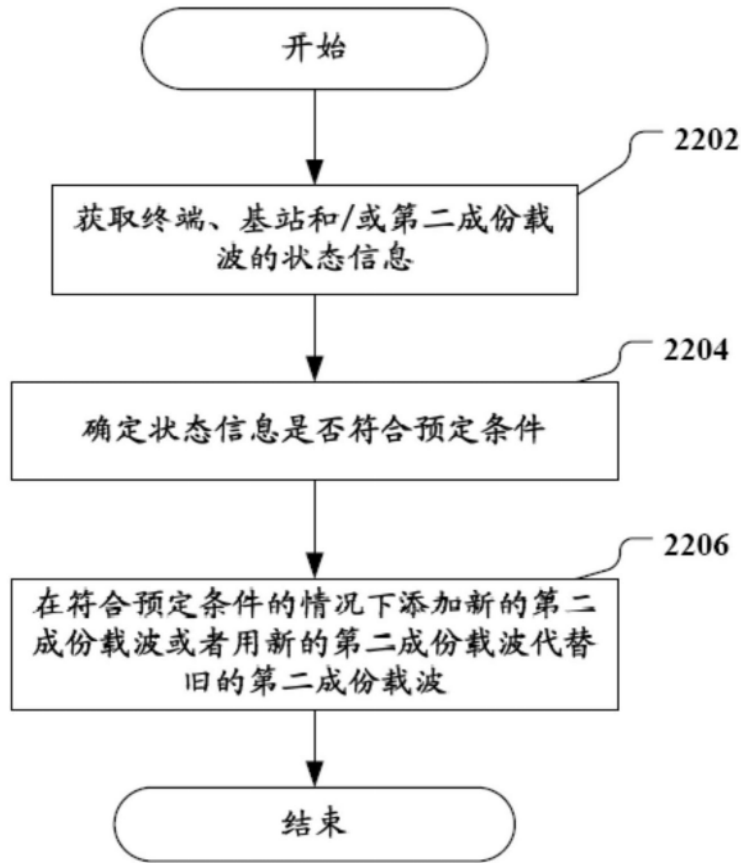 开始
2202
获取终端、基站和/或第二成份载
波的状态信息
2204
确定状态信息是否符合预定条件
2206
在符合预定条件的情况下添加新的第二
成份载波或者用新的第二成份载波代替
旧的第二成份载波
结束